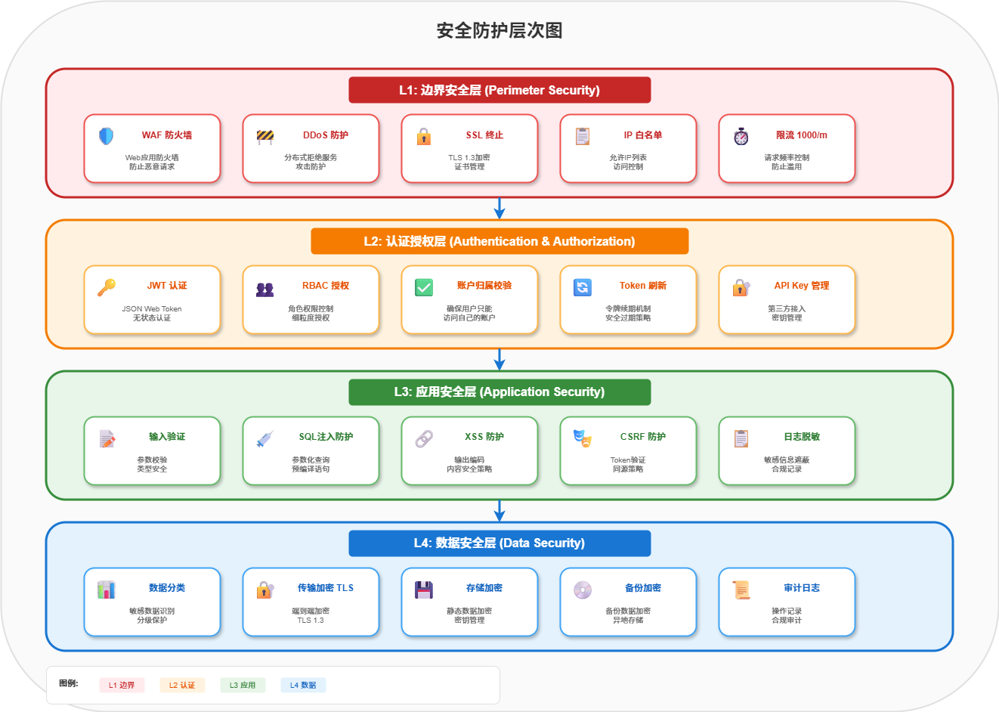 安全防护层次图
L1: 边界安全层 (Perimeter Security)
WAF 防火墙
Web应用防火墙
防止恶意请求
DDoS 防护
分布式拒绝服务
攻击防护
SSL 终止
TLS 1.3加密
证书管理
IP 白名单
允许IP列表
访问控制
限流 1000/m
请求频率控制
防止滥用
L2: 认证授权层 (Authentication & Authorization)
JWT 认证
JSON Web Token
无状态认证
RBAC 授权
角色权限控制
细粒度授权
账户归属校验
确保用户只能
访问自己的账户
Token 刷新
令牌续期机制
安全过期策略
API Key 管理
第三方接入
密钥管理
L3: 应用安全层 (Application Security)
输入验证
参数校验
类型安全
SQL注入防护
参数化查询
预编译语句
XSS 防护
输出编码
内容安全策略
CSRF 防护
Token验证
同源策略
日志脱敏
敏感信息遮蔽
合规记录
L4: 数据安全层 (Data Security)
数据分类
敏感数据识别
分级保护
传输加密 TLS
端到端加密
TLS 1.3
存储加密
静态数据加密
密钥管理
备份加密
备份数据加密
异地存储
审计日志
操作记录
合规审计
图例:
L1 边界
L2 认证
L3 应用
L4 数据